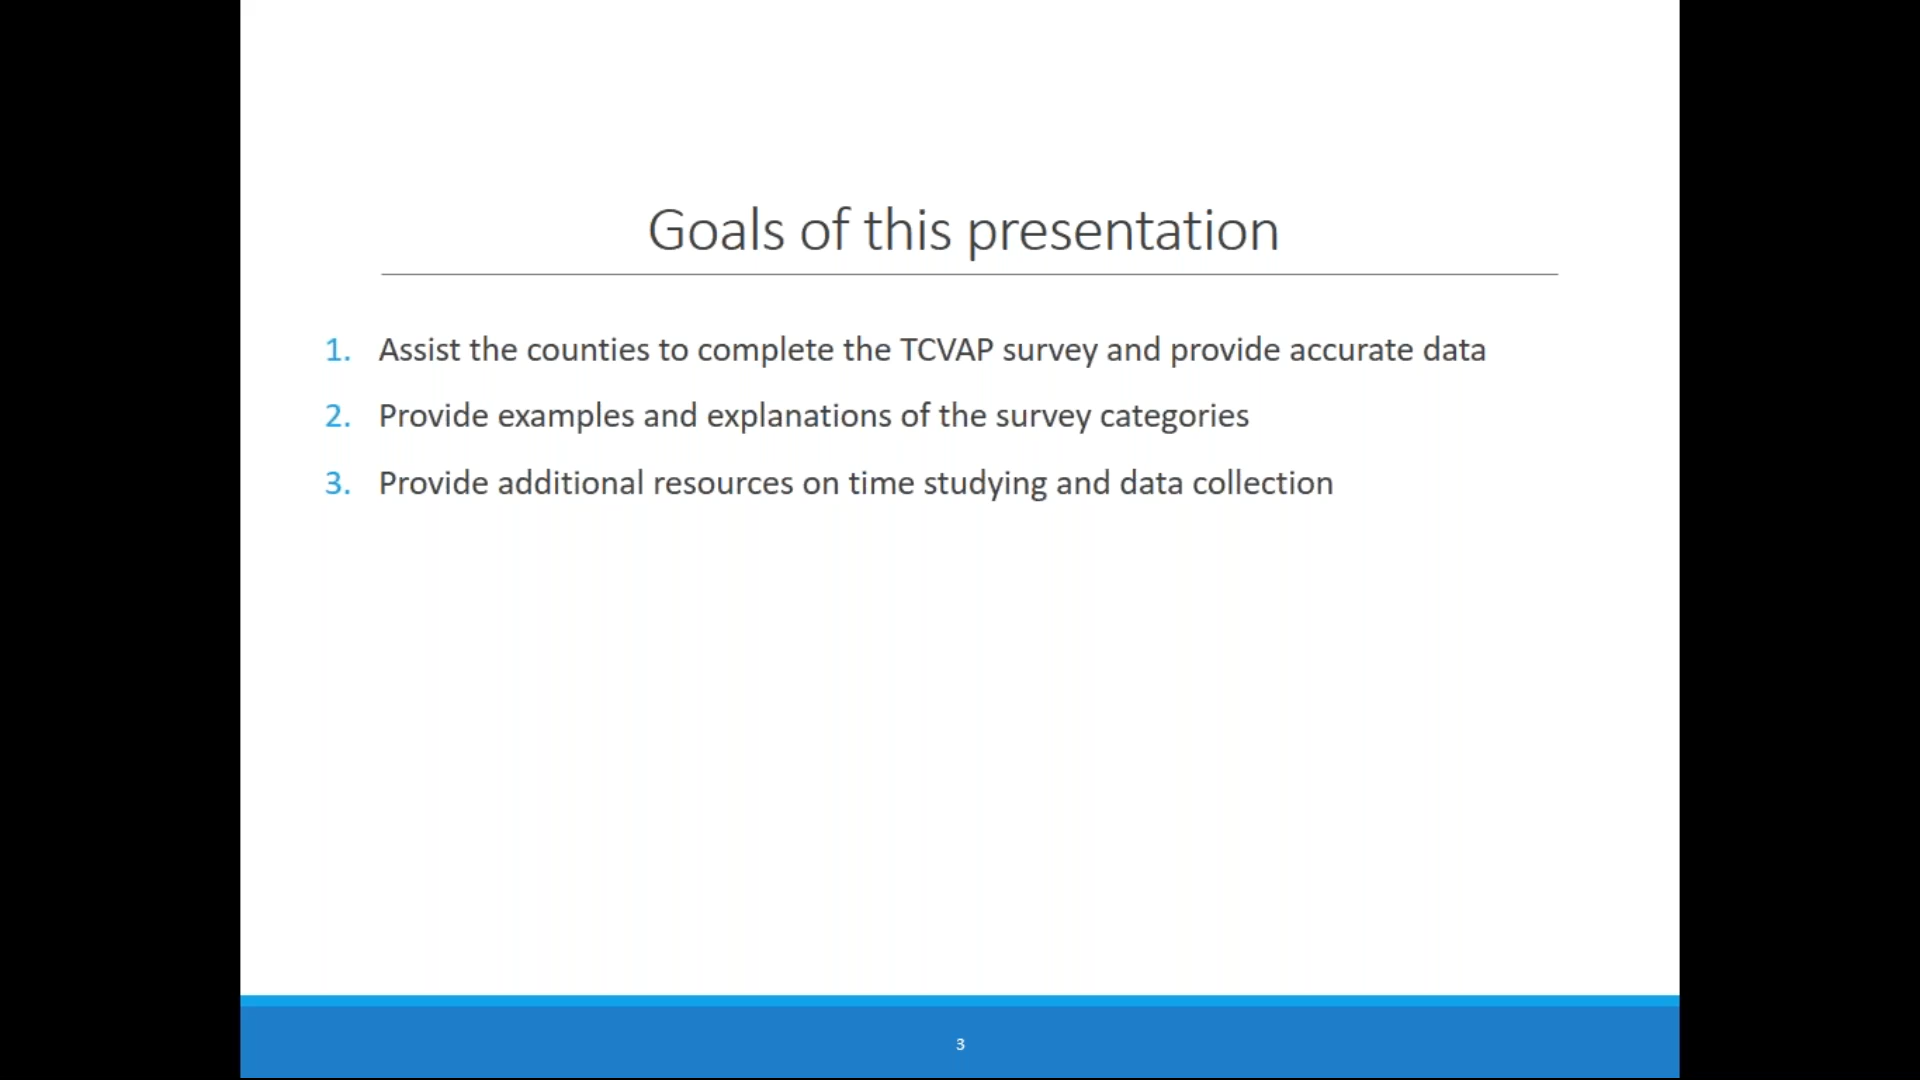 Goals of this presentation
1. Assist the counties to complete the TCVAP survey and provide accurate data
2. Provide examples and explanations of the survey categories
3. Provide additional resources on time studying and data collection
3